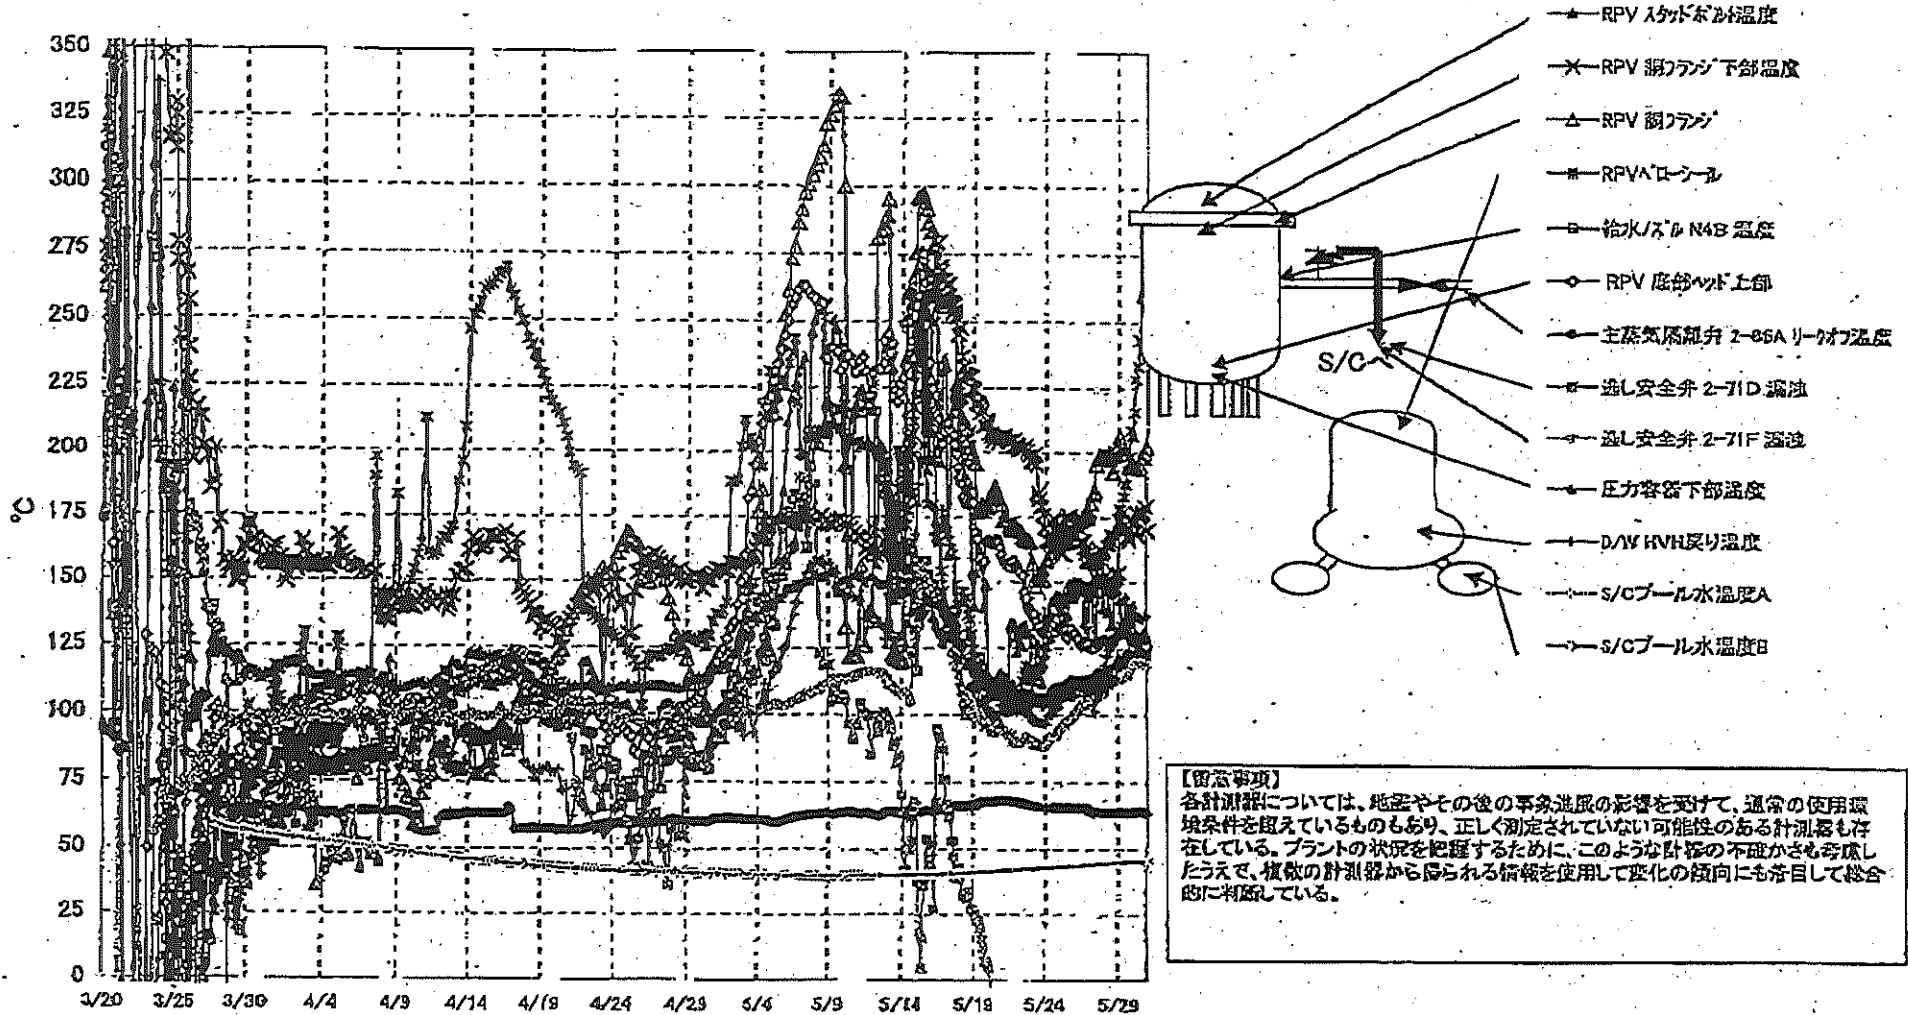 350
325
300
275
250
225
200
175
150
125
100
75
50
25
0
℃
3/20 3/25 3/30 4/4 4/9 4/14 4/19 4/24 4/29 5/4 5/9 5/14 5/19 5/24 5/29
RPV スタッドボルト温度
RPV 胴フランジ下部温度
RPV 胴フランジ
RPVベローシール
給水ノズル N4B 温度
RPV 底部ヘッド上部
主蒸気隔離弁 2-86A リークオフ温度
逃し安全弁 2-71D 漏洩
逃し安全弁 2-71F 漏洩
圧力容器下部温度
D/W HVH戻り温度
S/Cプール水温度A
S/Cプール水温度B
S/Cへ
【留意事項】
各計測器については、地震やその後の事象進展の影響を受けて、通常の使用環
境条件を超えているものもあり、正しく測定されていない可能性のある計測器も存
在している。プラントの状況を把握するために、このような計器の不確かさも考慮し
たうえで、複数の計測器から得られる情報を使用して変化の傾向にも着目して総合
的に判断している。